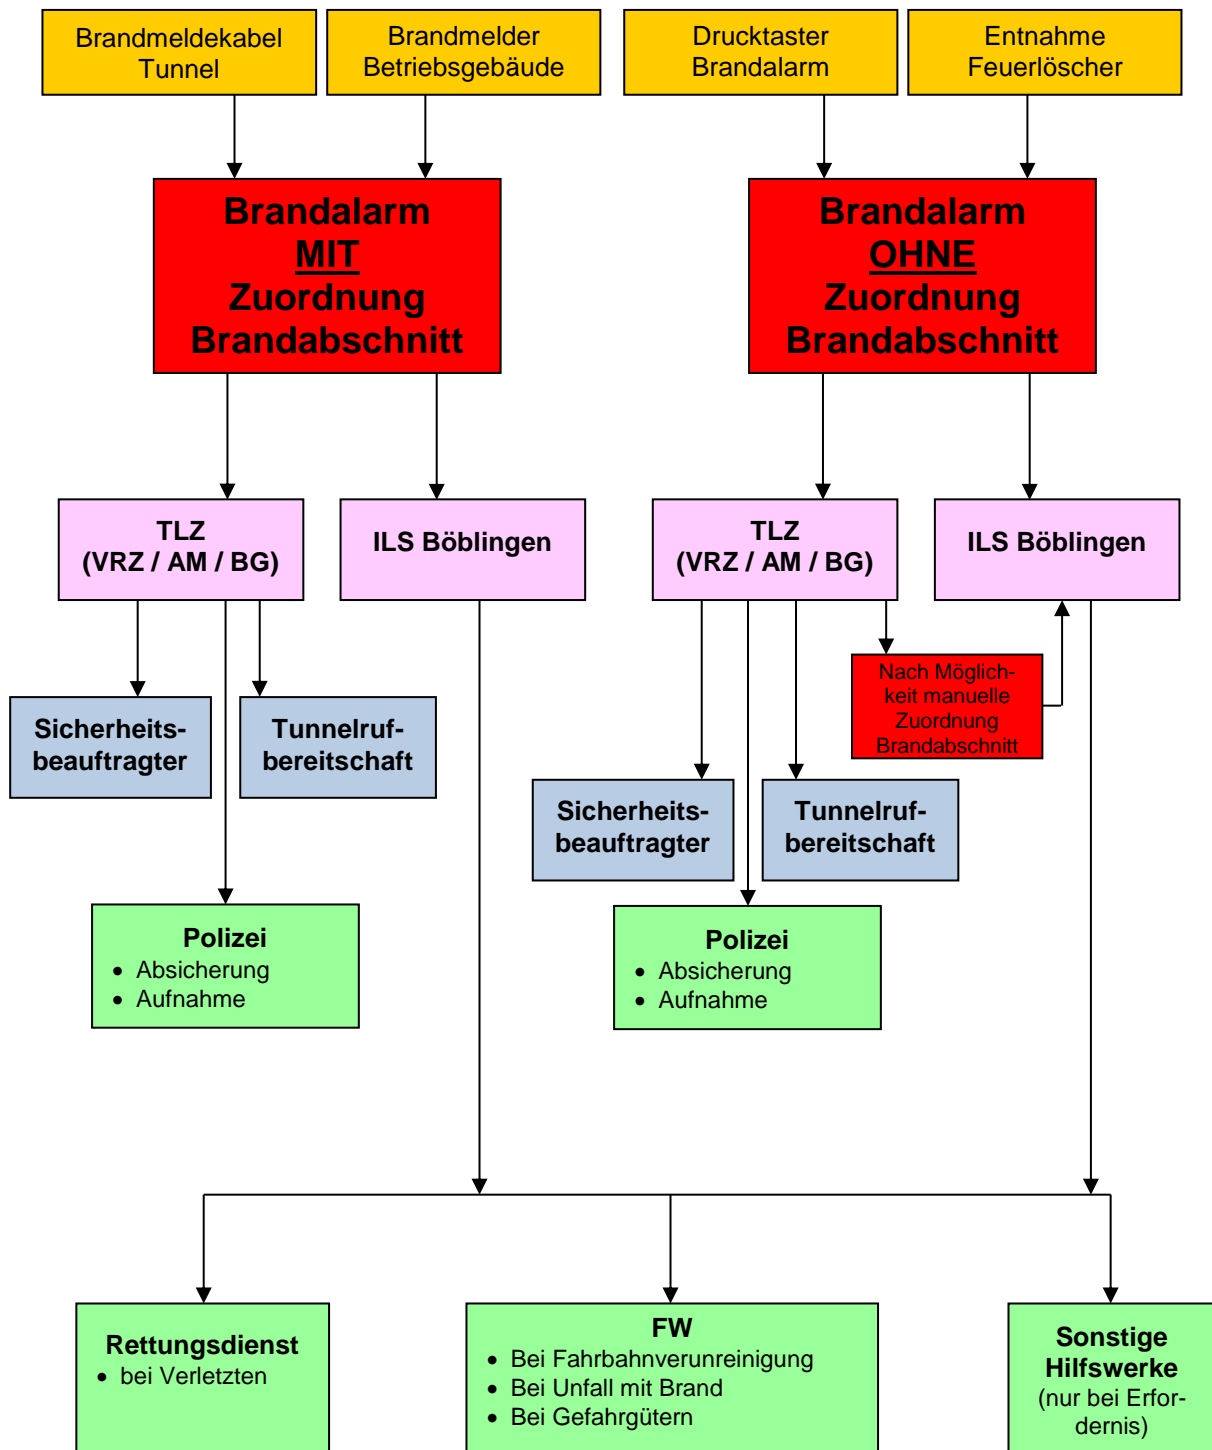 Brandmeldekabel
Tunnel
Brandmelder
Betriebsgebäude
Drucktaster
Brandalarm
Entnahme
Feuerlöscher
Brandalarm
MIT
Zuordnung
Brandabschnitt
Brandalarm
OHNE
Zuordnung
Brandabschnitt
TLZ
(VRZ / AM / BG)
ILS Böblingen
TLZ
(VRZ / AM / BG)
ILS Böblingen
Nach Möglich-
keit manuelle
Zuordnung
Brandabschnitt
Sicherheits-
beauftragter
Tunnelruf-
bereitschaft
Sicherheits-
beauftragter
Tunnelruf-
bereitschaft
Polizei
• Absicherung
• Aufnahme
Polizei
• Absicherung
• Aufnahme
Rettungsdienst
• bei Verletzten
FW
• Bei Fahrbahnverunreinigung
• Bei Unfall mit Brand
• Bei Gefahrgütern
Sonstige
Hilfswerke
(nur bei Erfor-
dernis)